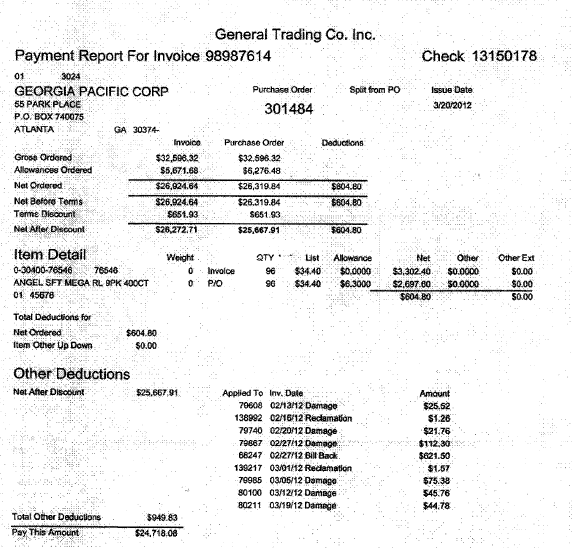 General Trading Co. Inc.
Payment Report For Invoice 98987614 Check 13150178
01 3024
GEORGIA PACIFIC CORP Purchase Order Split from PO Issue Date
55 PARK PLACE 301484 3/20/2012
P.O. BOX 740075
ATLANTA GA 30374-
Invoice Purchase Order Deductions
Gross Ordered $32,596.32 $32,596.32
Allowances Ordered $5,671.68 $6,276.48
Net Ordered $26,924.64 $26,319.84 $604.80
Net Before Terms $26,924.64 $26,319.84 $604.80
Terms Discount $651.93 $651.93
Net After Discount $26,272.71 $25,667.91 $604.80
Item Detail Weight QTY List Allowance Net Other Other Ext
0-30400-76546 76546 0 Invoice 96 $34.40 $0.0000 $3,302.40 $0.0000 $0.00
ANGEL SFT MEGA RL 9PK 400CT 0 P/O 96 $34.40 $6.3000 $2,697.60 $0.0000 $0.00
01 45676 $604.80 $0.00
Total Deductions for
Net Ordered $604.80
Item Other Up Down $0.00
Other Deductions
Net After Discount $25,667.91 Applied To Inv. Date Amount
79608 02/13/12 Damage $25.52
138992 02/16/12 Reclamation $1.26
79740 02/20/12 Damage $21.76
79867 02/27/12 Damage $112.30
68247 02/27/12 Bill Back $621.50
139217 03/01/12 Reclamation $1.57
79985 03/05/12 Damage $75.38
80100 03/12/12 Damage $45.76
80211 03/19/12 Damage $44.78
Total Other Deductions $949.83
Pay This Amount $24,718.08